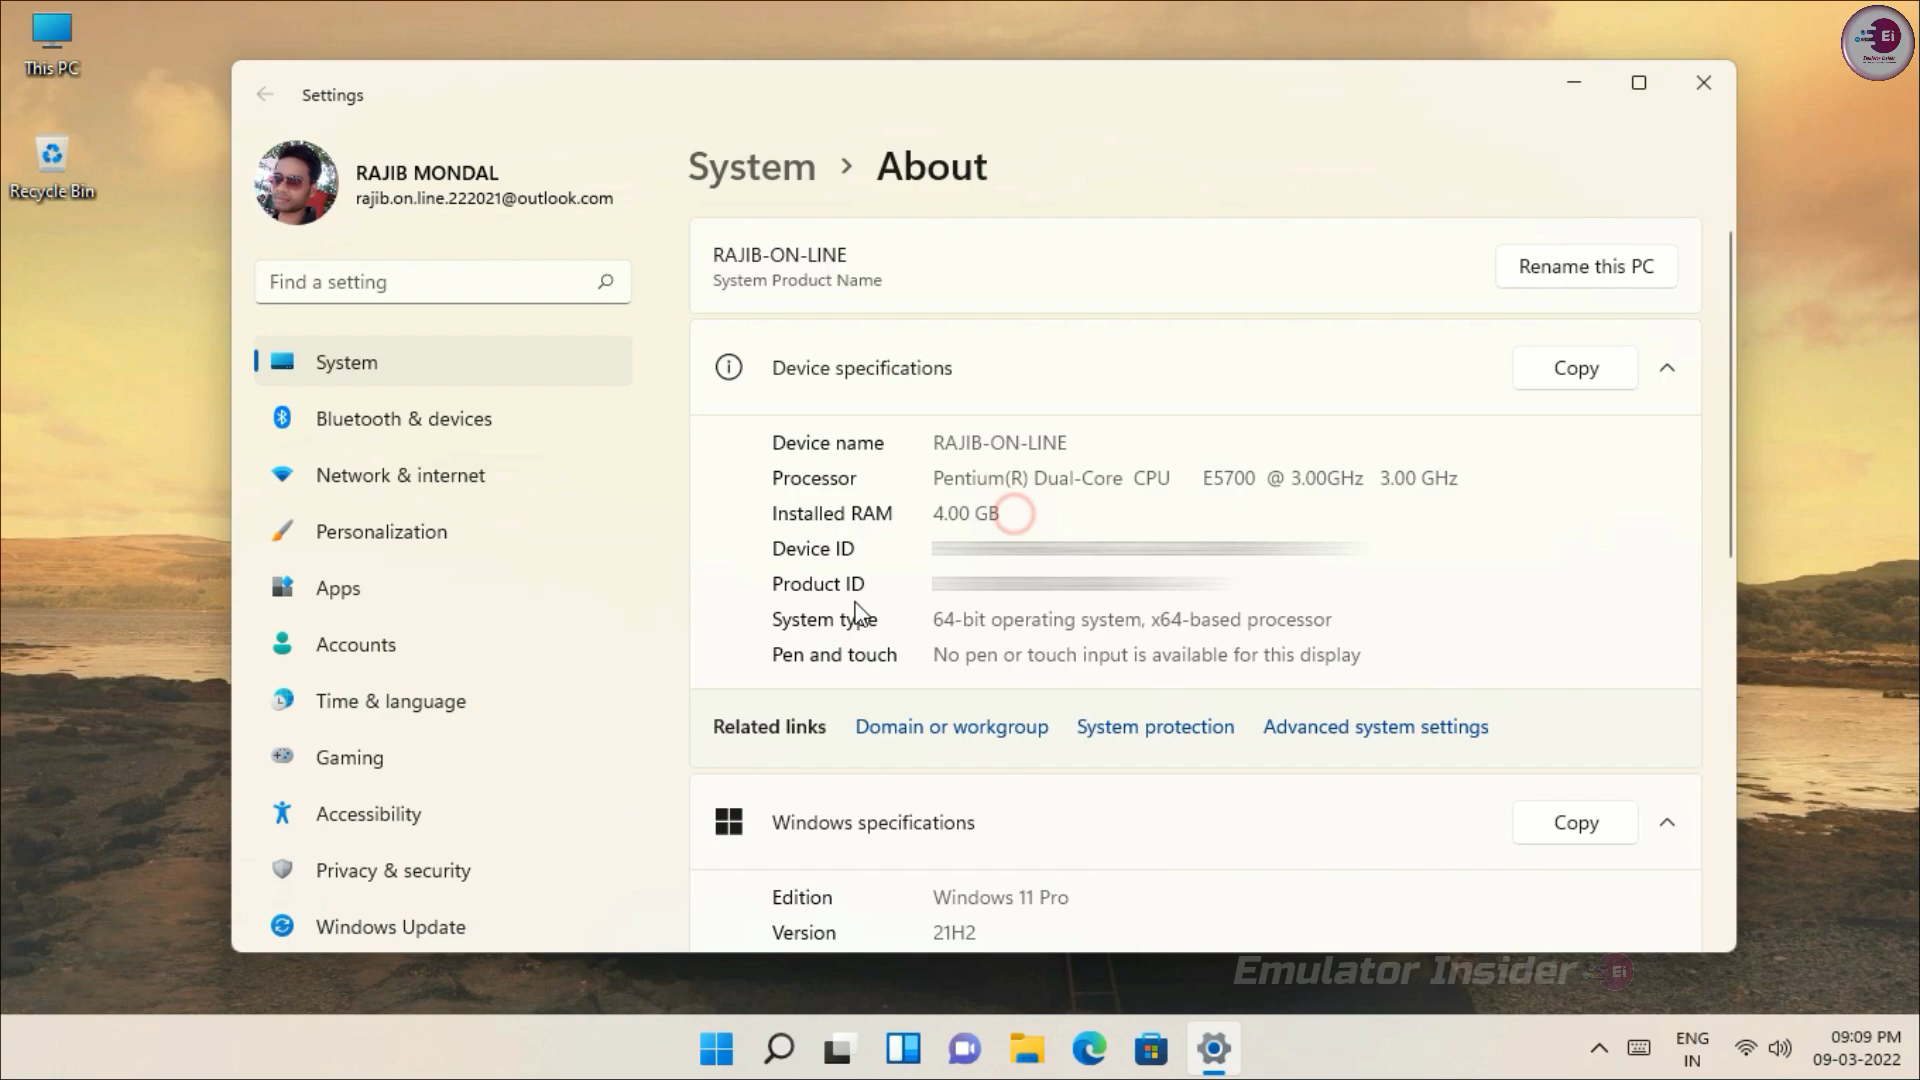 This PC
Recycle Bin
Ei
Settings
RAJIB MONDAL
rajib.on.line.222021@outlook.com
Find a setting
System
Bluetooth & devices
Network & internet
Personalization
Apps
Accounts
Time & language
Gaming
Accessibility
Privacy & security
Windows Update
System > About
RAJIB-ON-LINE
System Product Name
Rename this PC
Device specifications
Copy
Device name RAJIB-ON-LINE
Processor Pentium(R) Dual-Core CPU E5700 @ 3.00GHz 3.00 GHz
Installed RAM 4.00 GB
Device ID
Product ID
System type 64-bit operating system, x64-based processor
Pen and touch No pen or touch input is available for this display
Related links Domain or workgroup System protection Advanced system settings
Windows specifications
Copy
Edition Windows 11 Pro
Version 21H2
Emulator Insider Ei
ENG
IN
09:09 PM
09-03-2022